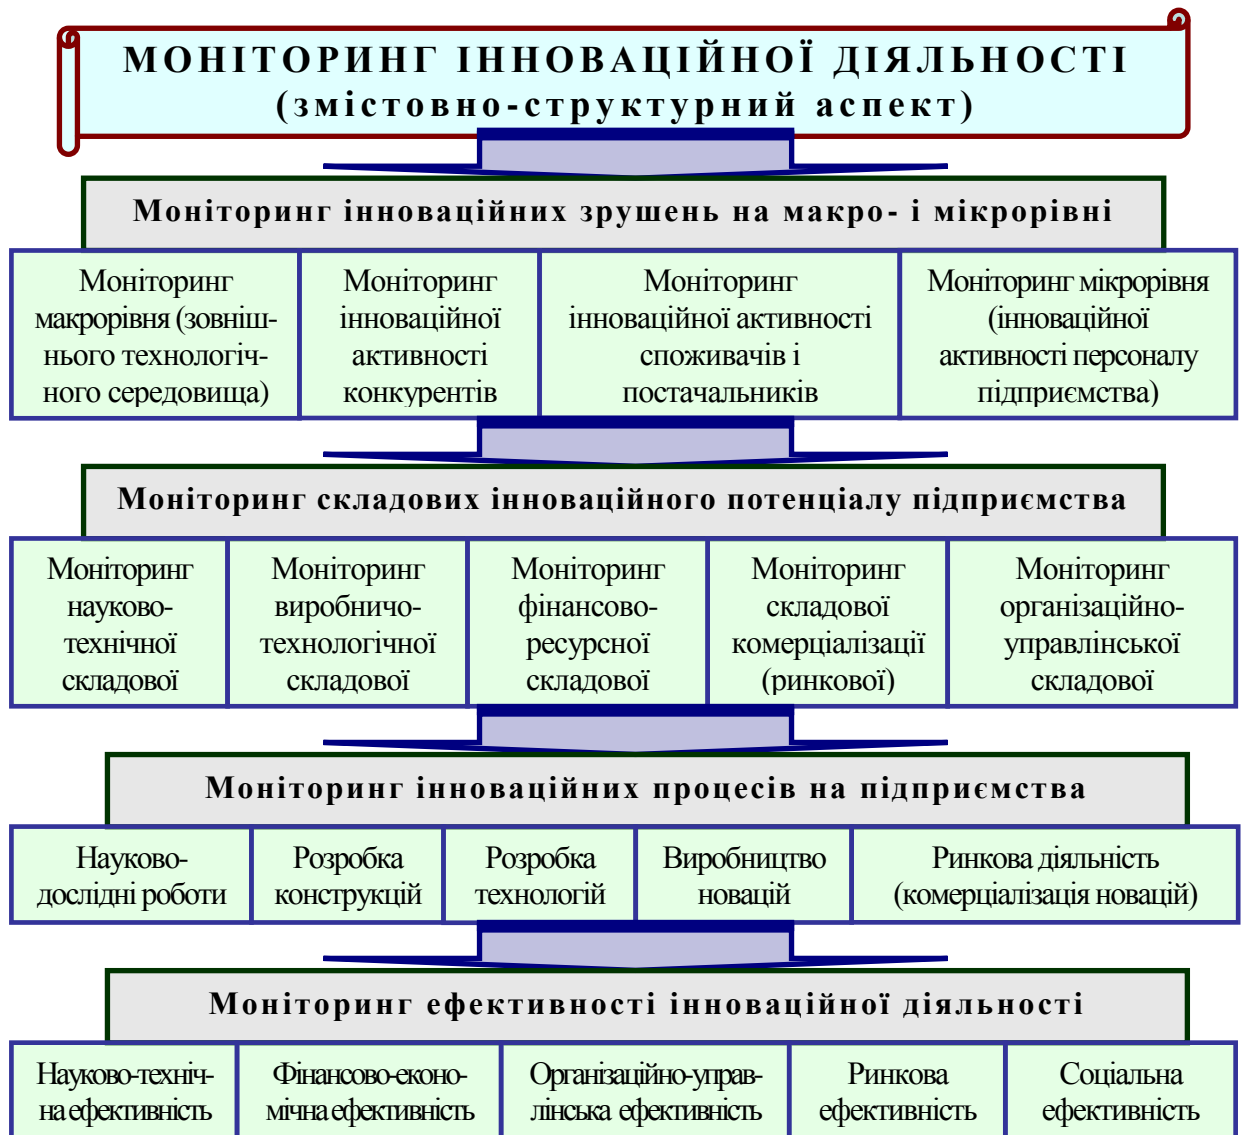 МОНІТОРИНГ ІННОВАЦІЙНОЇ ДІЯЛЬНОСТІ
(змістовно-структурний аспект)
Моніторинг інноваційних зрушень на макро- і мікрорівні
Моніторинг
макрорівня (зовніш-
нього технологіч-
ного середовища)
Моніторинг
інноваційної
активності
конкурентів
Моніторинг
інноваційної активності
споживачів і
постачальників
Моніторинг мікрорівня
(інноваційної
активності персоналу
підприємства)
Моніторинг складових інноваційного потенціалу підприємства
Моніторинг
науково-
технічної
складової
Моніторинг
виробничо-
технологічної
складової
Моніторинг
фінансово-
ресурсної
складової
Моніторинг
складової
комерціалізації
(ринкової)
Моніторинг
організаційно-
управлінської
складової
Моніторинг інноваційних процесів на підприємства
Науково-
дослідні роботи
Розробка
конструкцій
Розробка
технологій
Виробництво
новацій
Ринкова діяльність
(комерціалізація новацій)
Моніторинг ефективності інноваційної діяльності
Науково-техніч-
на ефективність
Фінансово-еконо-
мічна ефективність
Організаційно-управ-
лінська ефективність
Ринкова
ефективність
Соціальна
ефективність